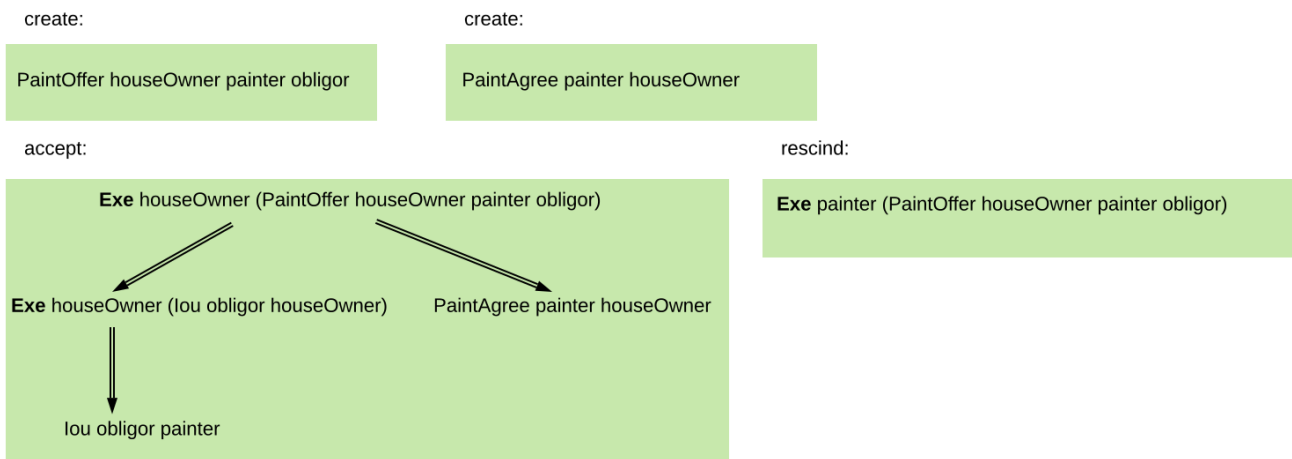 create:
create:
PaintOffer houseOwner painter obligor
PaintAgree painter houseOwner
accept:
rescind:
Exe houseOwner (PaintOffer houseOwner painter obligor)
Exe painter (PaintOffer houseOwner painter obligor)
Exe houseOwner (Iou obligor houseOwner)
PaintAgree painter houseOwner
Iou obligor painter